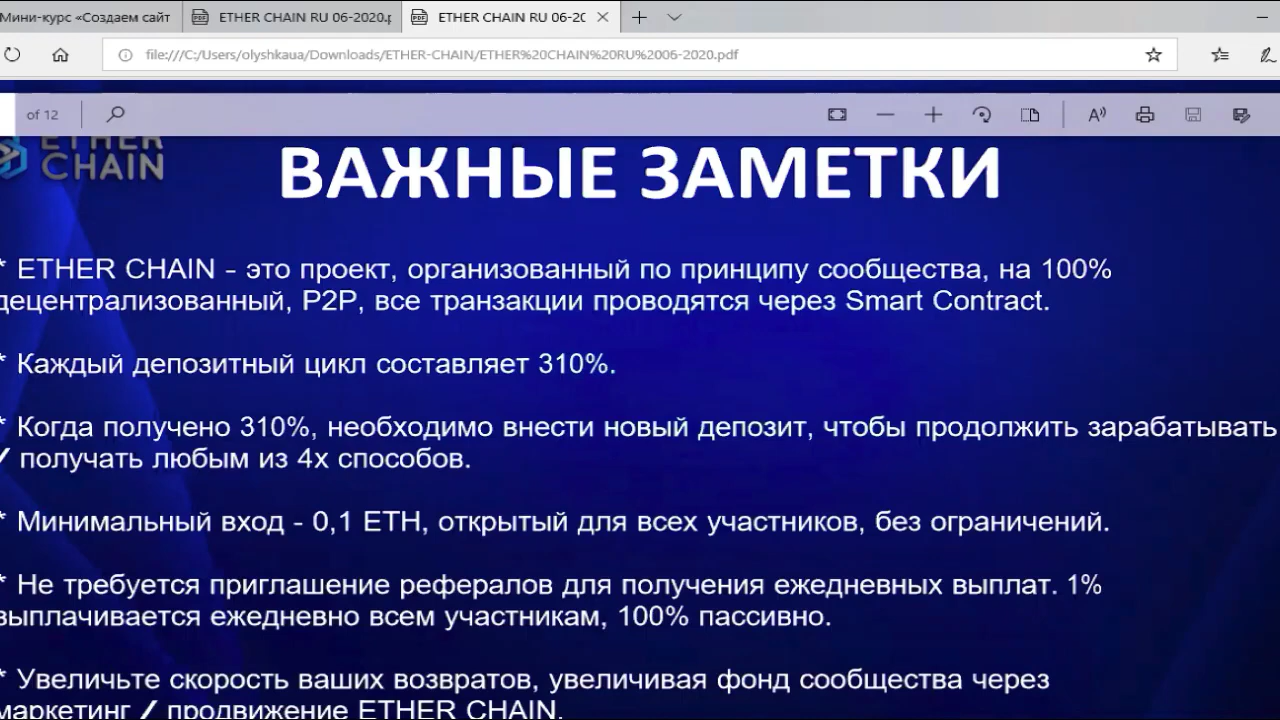 Мини-курс «Создаем сайт
ETHER CHAIN RU 06-2020.p
ETHER CHAIN RU 06-20
file:///C:/Users/olyshkaua/Downloads/ETHER-CHAIN/ETHER%20CHAIN%20RU%2006-2020.pdf
of 12
ETHER
CHAIN
ВАЖНЫЕ ЗАМЕТКИ
* ETHER CHAIN - это проект, организованный по принципу сообщества, на 100%
децентрализованный, P2P, все транзакции проводятся через Smart Contract.
* Каждый депозитный цикл составляет 310%.
* Когда получено 310%, необходимо внести новый депозит, чтобы продолжить зарабатывать
/ получать любым из 4х способов.
* Минимальный вход - 0,1 ETH, открытый для всех участников, без ограничений.
* Не требуется приглашение рефералов для получения ежедневных выплат. 1%
выплачивается ежедневно всем участникам, 100% пассивно.
* Увеличьте скорость ваших возвратов, увеличивая фонд сообщества через
маркетинг / продвижение ETHER CHAIN.